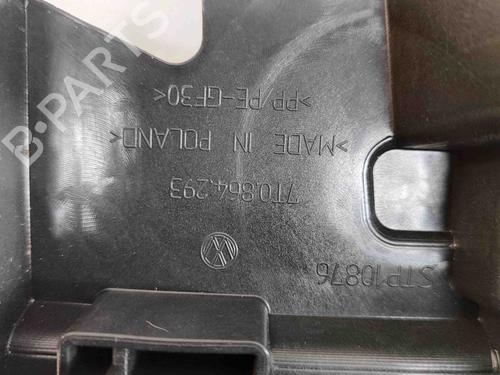 >PP/PE-GF30<
>MADE IN POLAND<
7T0.864.293
STP10876
B-PARTS